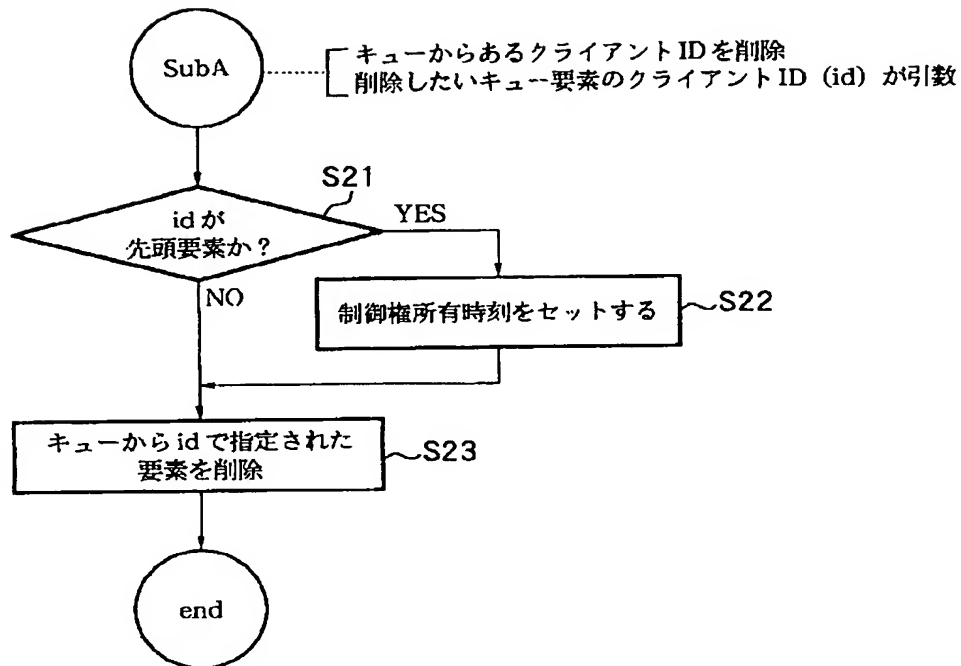 SubA
キューからあるクライアントIDを削除
削除したいキュー要素のクライアントID（id）が引数
S21
idが
先頭要素か？
YES
NO
制御権所有時刻をセットする
S22
キューからidで指定された
要素を削除
S23
end